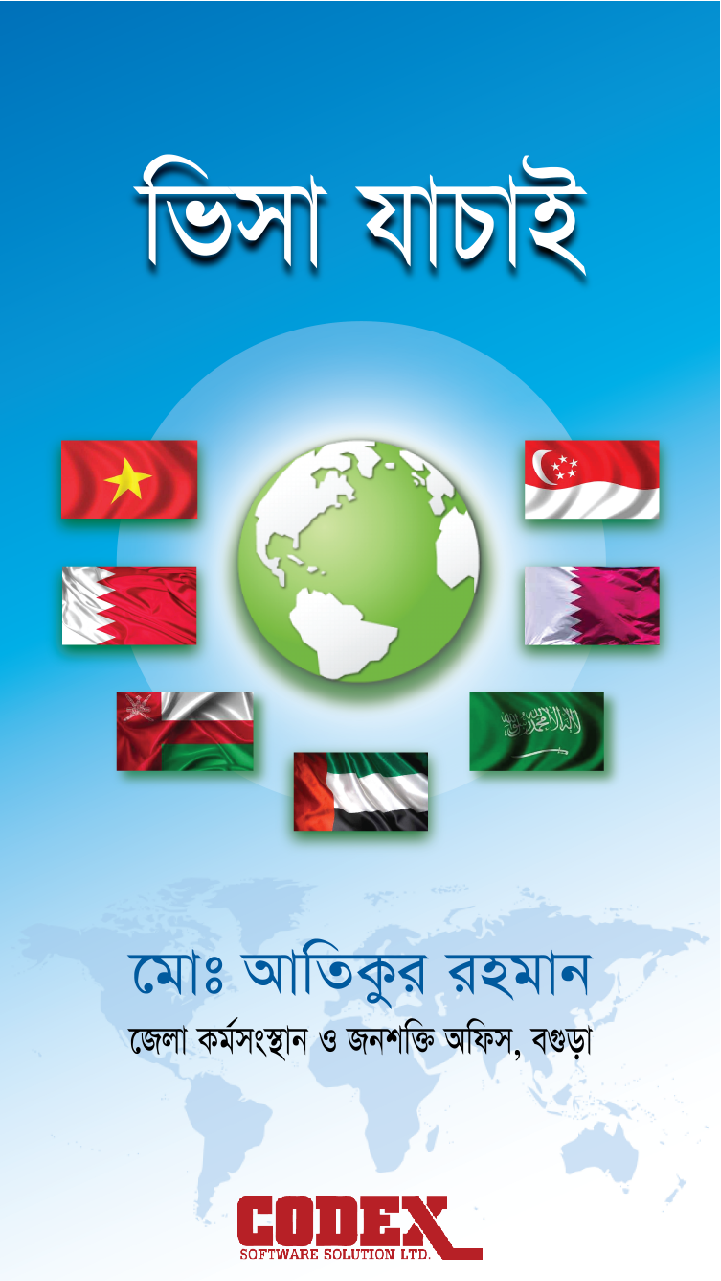 ভিসা যাচাই
মোঃ আতিকুর রহমান
জেলা কর্মসংস্থান ও জনশক্তি অফিস, বগুড়া
CODEX
SOFTWARE SOLUTION LTD.